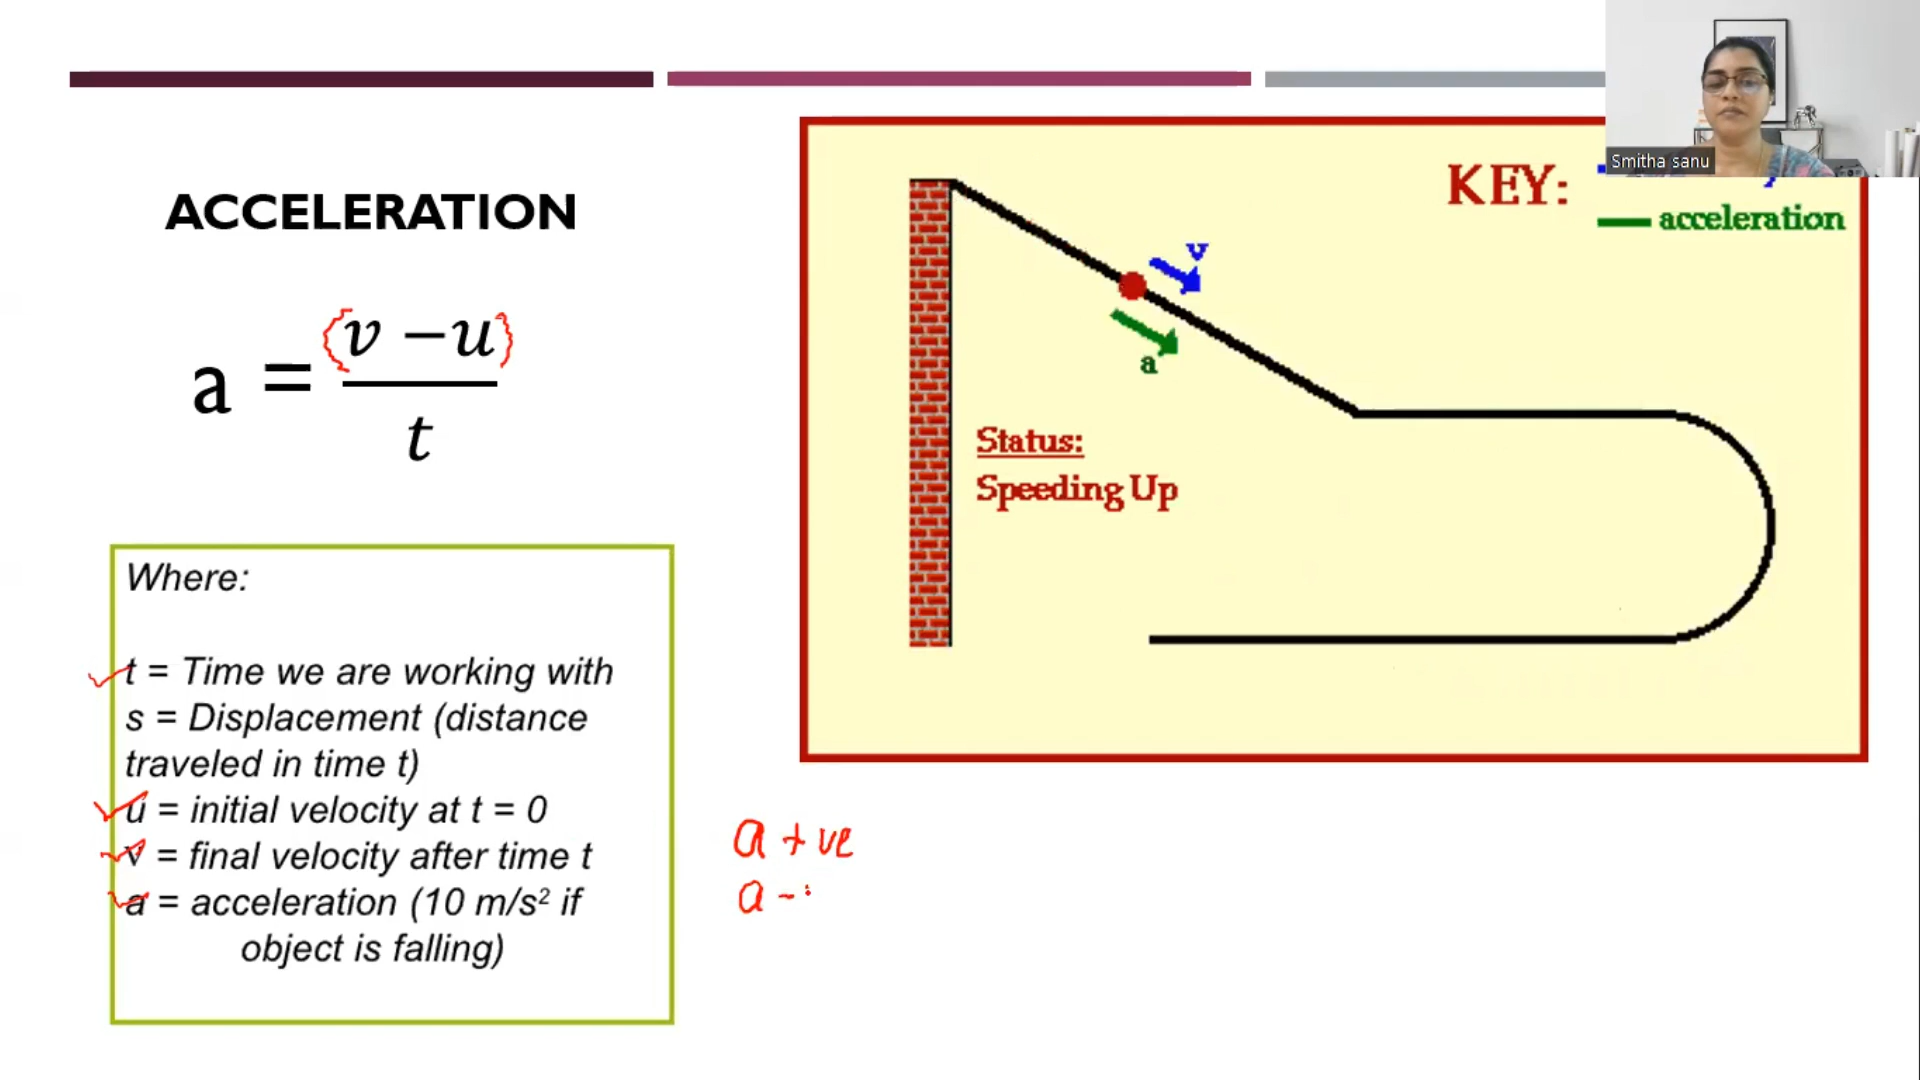 ACCELERATION
a = (v − u)
t
Where:
t = Time we are working with
s = Displacement (distance
traveled in time t)
u = initial velocity at t = 0
v = final velocity after time t
a = acceleration (10 m/s² if
object is falling)
KEY:
acceleration
v
a
Status:
Speeding Up
a +ve
a -
Smitha sanu